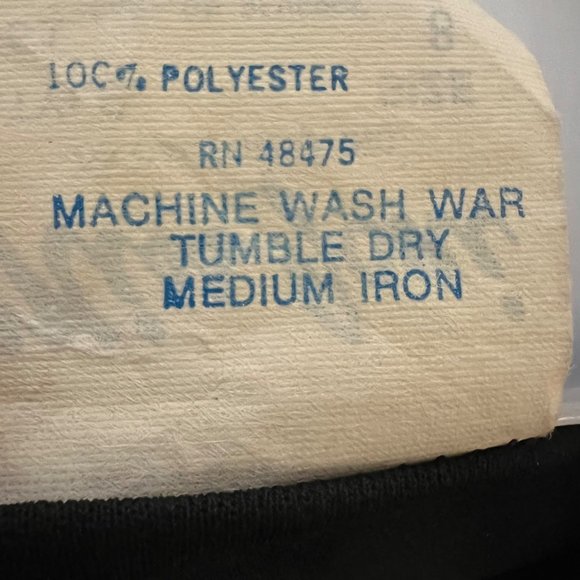 100% POLYESTER
RN 48475
MACHINE WASH WAR
TUMBLE DRY
MEDIUM IRON